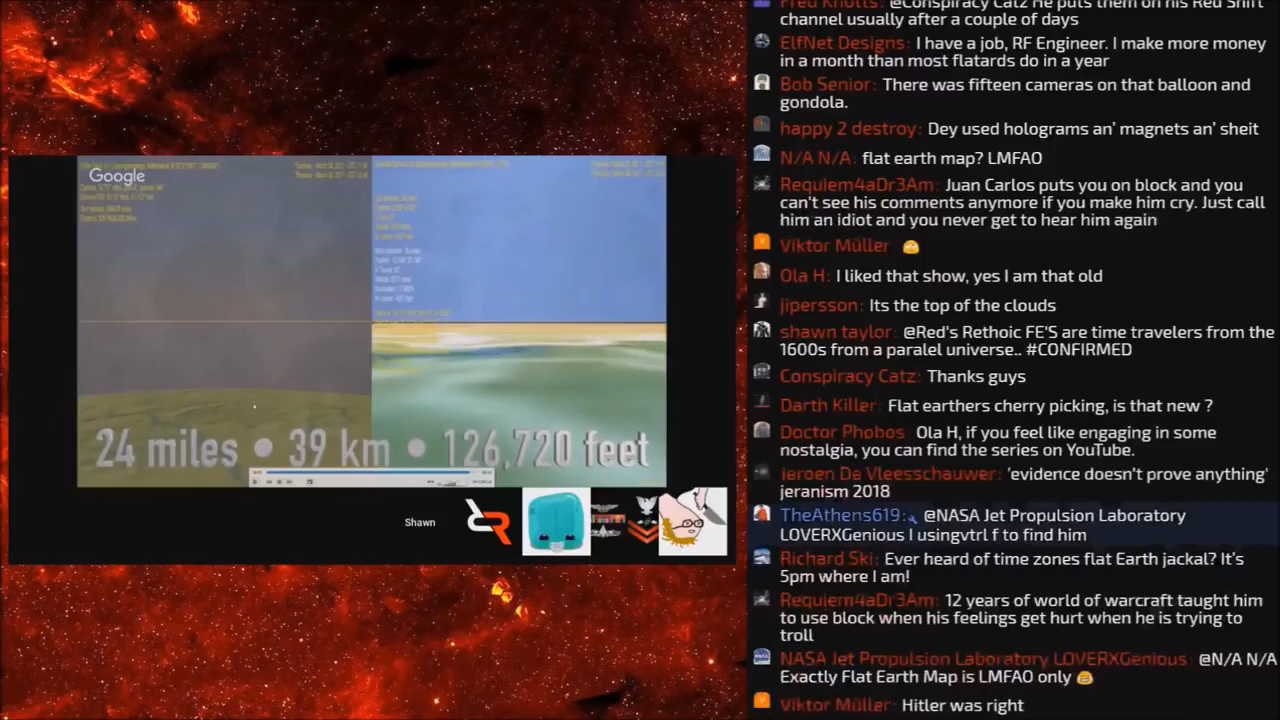 Google
24 miles • 39 km • 126,720 feet
Shawn
Fred Knotts: @Conspiracy Catz He puts them on his Red Shift
channel usually after a couple of days
ElfNet Designs: I have a job, RF Engineer. I make more money
in a month than most flatards do in a year
Bob Senior: There was fifteen cameras on that balloon and
gondola.
happy 2 destroy: Dey used holograms an' magnets an' sheit
N/A N/A: flat earth map? LMFAO
Requiem4aDr3Am: Juan Carlos puts you on block and you
can't see his comments anymore if you make him cry. Just call
him an idiot and you never get to hear him again
Viktor Müller
Ola H: I liked that show, yes I am that old
jipersson: Its the top of the clouds
shawn taylor: @Red's Rethoic FE'S are time travelers from the
1600s from a paralel universe.. #CONFIRMED
Conspiracy Catz: Thanks guys
Darth Killer: Flat earthers cherry picking, is that new ?
Doctor Phobos Ola H, if you feel like engaging in some
nostalgia, you can find the series on YouTube.
Jeroen De Vleesschauwer: 'evidence doesn't prove anything'
jeranism 2018
TheAthens619: @NASA Jet Propulsion Laboratory
LOVERXGenious I usingvtrl f to find him
Richard Ski: Ever heard of time zones flat Earth jackal? It's
5pm where I am!
Requiem4aDr3Am: 12 years of world of warcraft taught him
to use block when his feelings get hurt when he is trying to
troll
NASA Jet Propulsion Laboratory LOVERXGenious: @N/A N/A
Exactly Flat Earth Map is LMFAO only 😂
Viktor Müller: Hitler was right